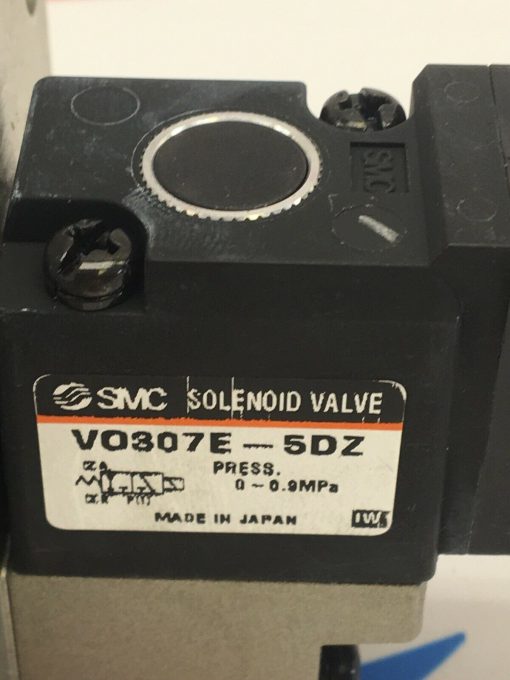 SMC
SMC SOLENOID VALVE
VO307E-5DZ
PRESS.
0~0.9MPa
MADE IN JAPAN
IW